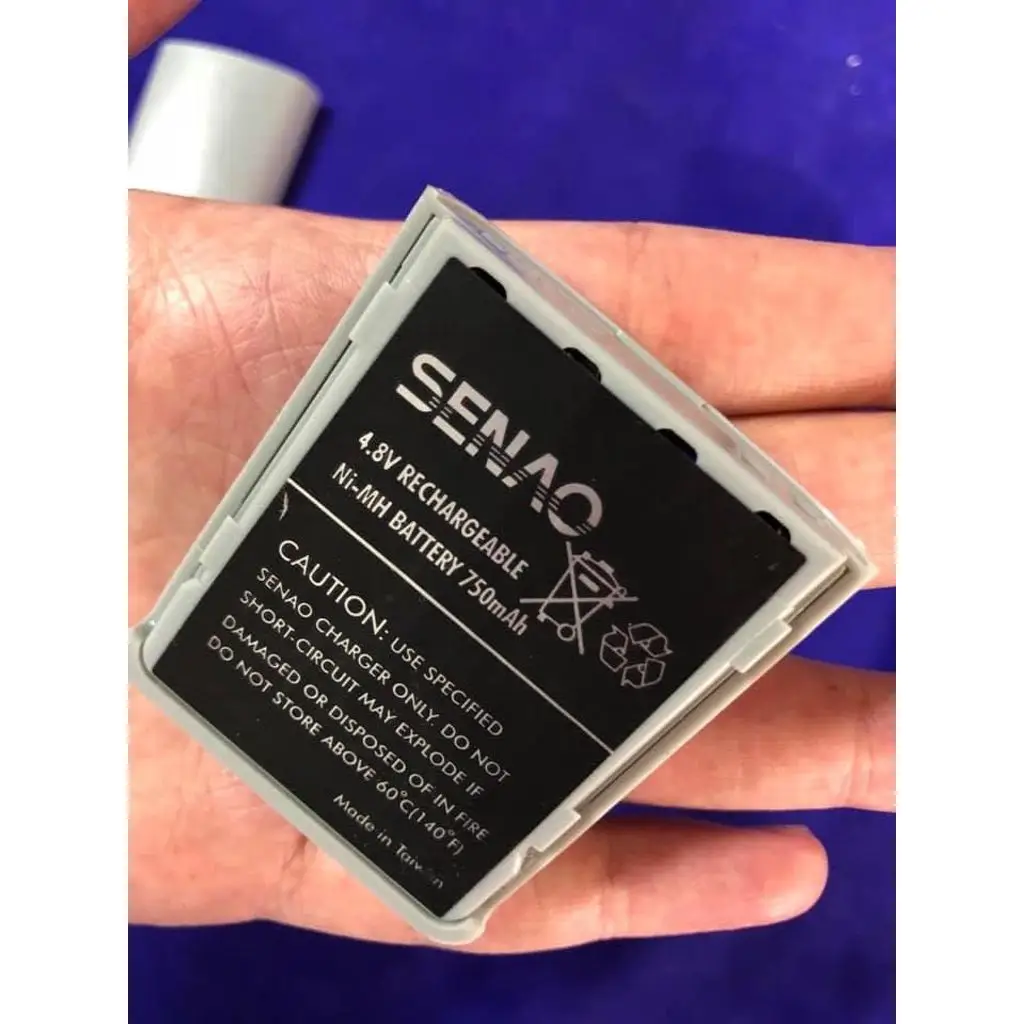 SENAO
4.8V RECHARGEABLE
Ni-MH BATTERY 750mAh
CAUTION: USE SPECIFIED
SENAO CHARGER ONLY. DO NOT
SHORT-CIRCUIT MAY EXPLODE IF
DAMAGED OR DISPOSED OF IN FIRE
DO NOT STORE ABOVE 60°C(140°F)
Made in Taiwan